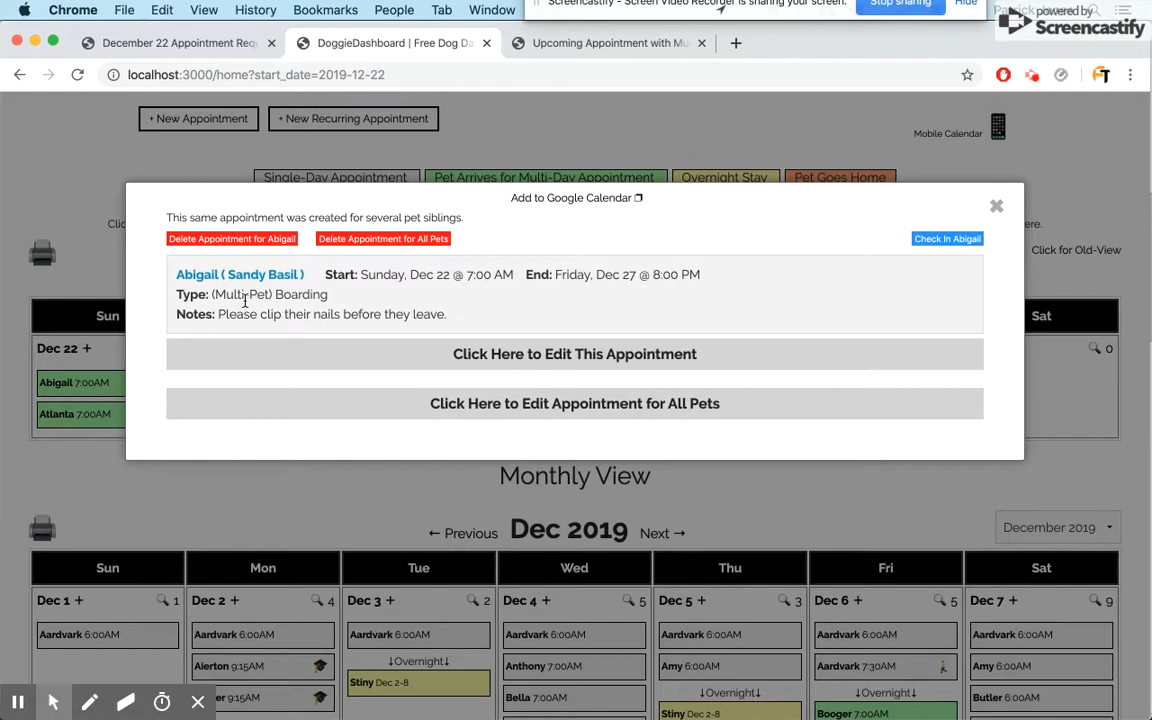 Chrome File Edit View History Bookmarks People Tab Window
Screencastify - Screen Video Recorder is sharing your screen. Stop sharing Hide
powered by
Screencastify
December 22 Appointment Req
DoggieDashboard | Free Dog Da
Upcoming Appointment with Mu
localhost:3000/home?start_date=2019-12-22
+ New Appointment + New Recurring Appointment
Mobile Calendar
Single-Day Appointment Pet Arrives for Multi-Day Appointment Overnight Stay Pet Goes Home
Add to Google Calendar
This same appointment was created for several pet siblings.
Delete Appointment for Abigail Delete Appointment for All Pets Check In Abigail
Click for Old-View
Abigail ( Sandy Basil ) Start: Sunday, Dec 22 @ 7:00 AM End: Friday, Dec 27 @ 8:00 PM
Type: (Multi-Pet) Boarding
Notes: Please clip their nails before they leave.
Click Here to Edit This Appointment
Click Here to Edit Appointment for All Pets
Sun Sat
Dec 22 + 0
Abigail 7:00AM
Atlanta 7:00AM
Monthly View
← Previous Dec 2019 Next →
December 2019
Sun Mon Tue Wed Thu Fri Sat
Dec 1 + 1 Dec 2 + 4 Dec 3 + 2 Dec 4 + 5 Dec 5 + 3 Dec 6 + 5 Dec 7 + 9
Aardvark 6:00AM Aardvark 6:00AM Aardvark 6:00AM Aardvark 6:00AM Aardvark 6:00AM Aardvark 6:00AM Aardvark 6:00AM
Aierton 9:15AM ↓Overnight↓ Anthony 7:00AM Amy 6:00AM Aardvark 7:30AM Amy 6:00AM
9:15AM Stiny Dec 2-8 Bella 7:00AM ↓Overnight↓ ↓Overnight↓ Butler 6:00AM
Stiny Dec 2-8 Booger 7:00AM